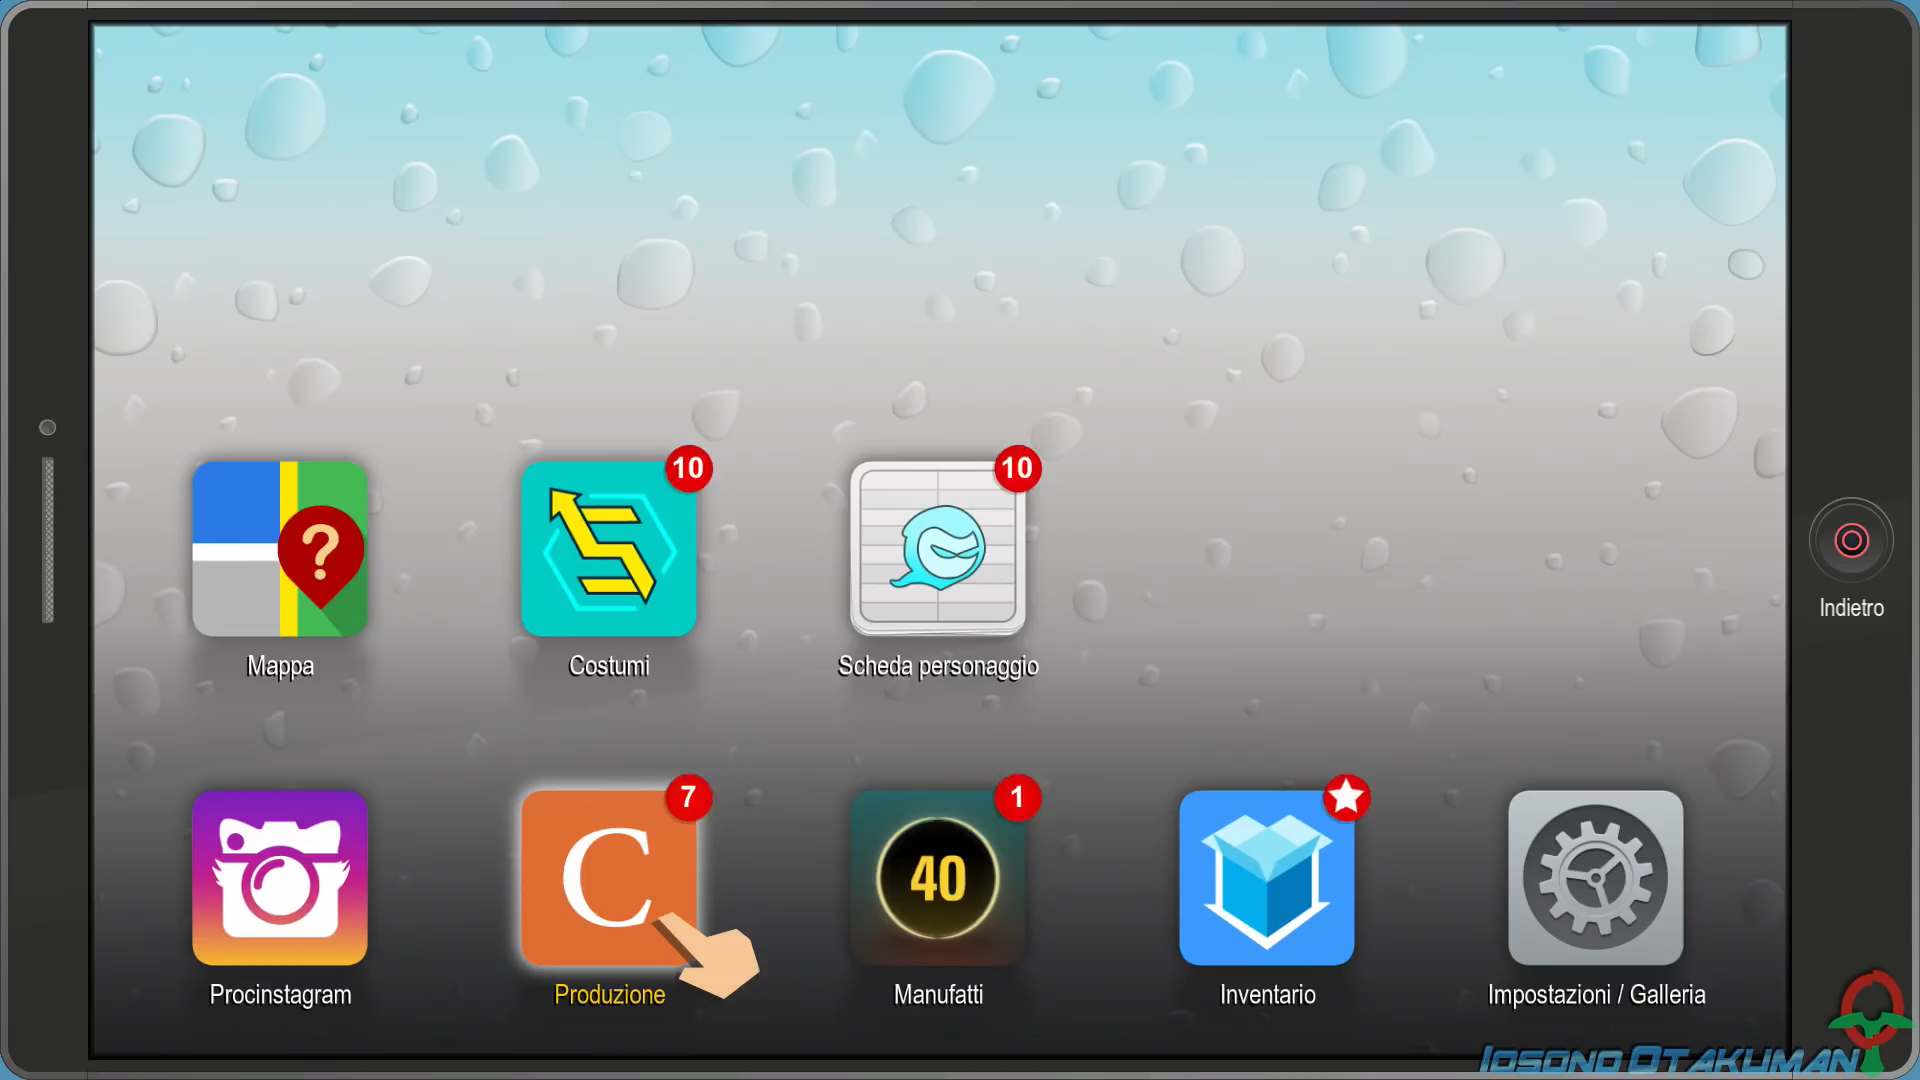 10
10
?
Mappa
Costumi
Scheda personaggio
Indietro
7
1
C
40
Procinstagram
Produzione
Manufatti
Inventario
Impostazioni / Galleria
IOSONO OTAKUMAN